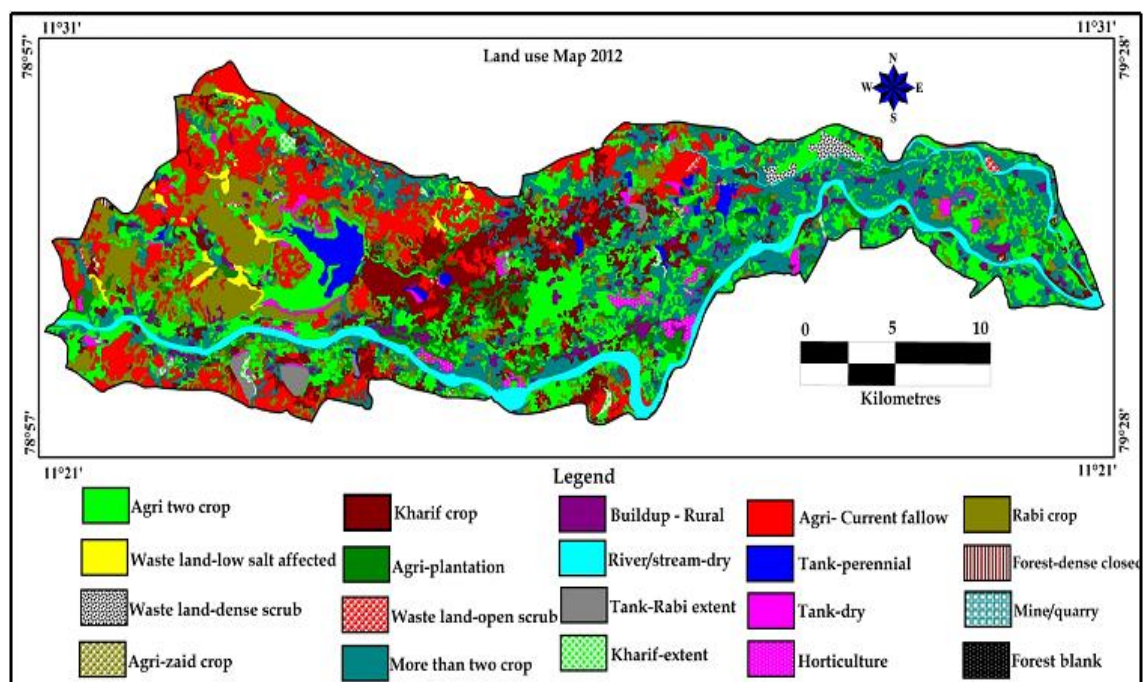 11°31' 11°31'
78°57' 79°28'
Land use Map 2012
N
W E
S
0 5 10
Kilometres
78°57' 79°28'
11°21' 11°21'
Legend
Agri two crop Kharif crop Buildup - Rural Agri- Current fallow Rabi crop
Waste land-low salt affected Agri-plantation River/stream-dry Tank-perennial Forest-dense closed
Waste land-dense scrub Waste land-open scrub Tank-Rabi extent Tank-dry Mine/quarry
Agri-zaid crop More than two crop Kharif-extent Horticulture Forest blank